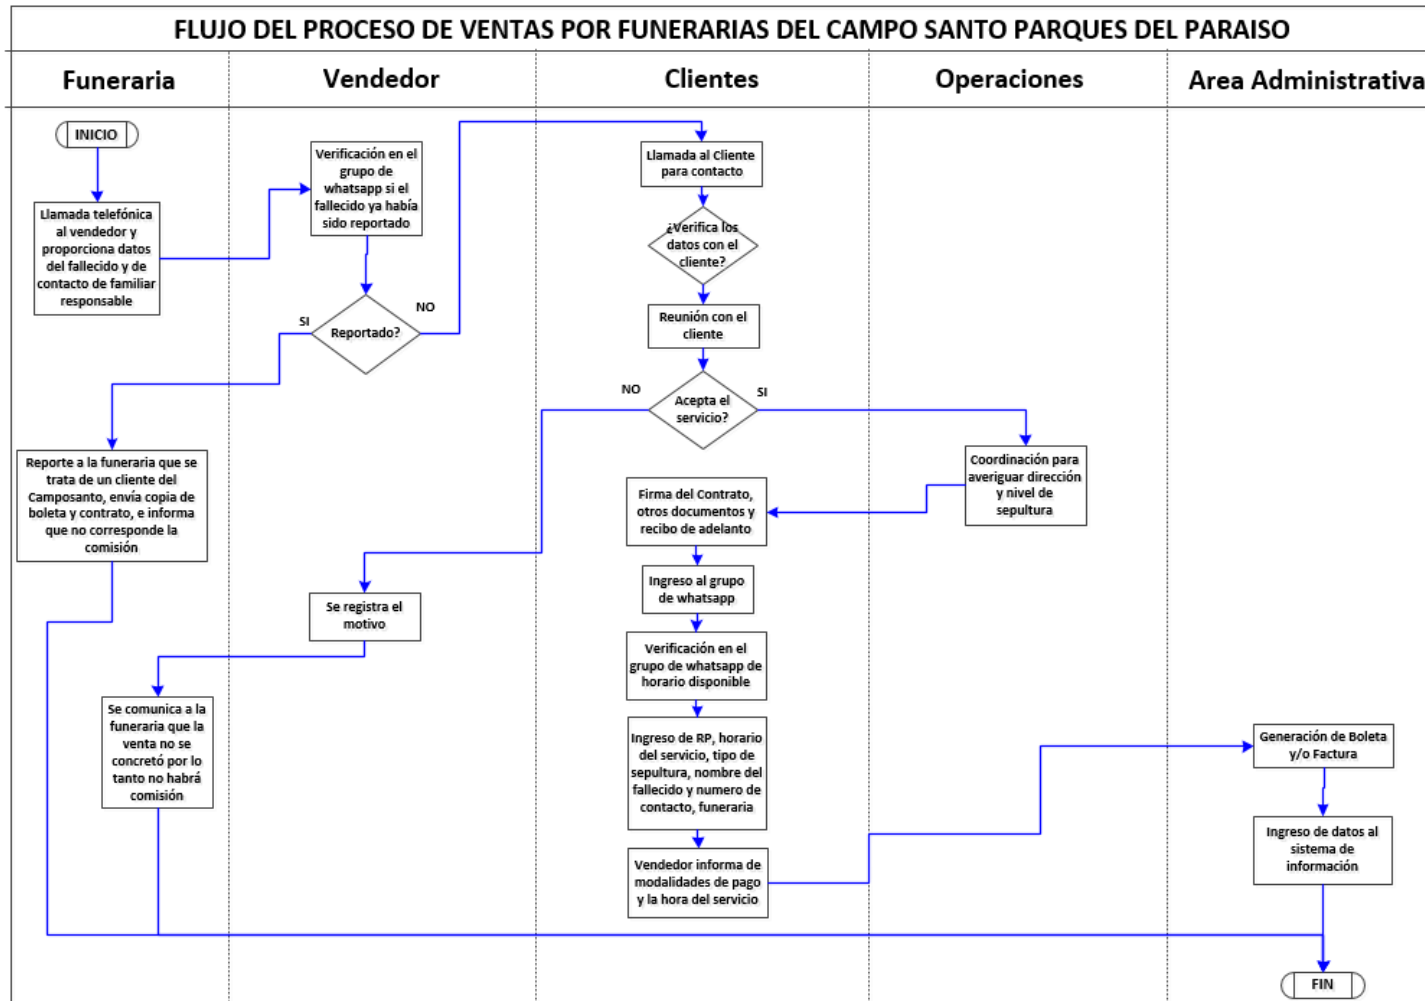 FLUJO DEL PROCESO DE VENTAS POR FUNERARIAS DEL CAMPO SANTO PARQUES DEL PARAISO
Funeraria
Vendedor
Clientes
Operaciones
Area Administrativa
INICIO
Llamada telefónica
al vendedor y
proporciona datos
del fallecido y de
contacto de familiar
responsable
Verificación en el
grupo de
whatsapp si el
fallecido ya había
sido reportado
Reportado?
SI
NO
Llamada al Cliente
para contacto
¿Verifica los
datos con el
cliente?
Reunión con el
cliente
Acepta el
servicio?
NO
SI
Reporte a la funeraria que se
trata de un cliente del
Camposanto, envía copia de
boleta y contrato, e informa
que no corresponde la
comisión
Coordinación para
averiguar dirección
y nivel de
sepultura
Firma del Contrato,
otros documentos y
recibo de adelanto
Ingreso al grupo
de whatsapp
Se registra el
motivo
Verificación en el
grupo de whatsapp de
horario disponible
Se comunica a la
funeraria que la
venta no se
concretó por lo
tanto no habrá
comisión
Ingreso de RP, horario
del servicio, tipo de
sepultura, nombre del
fallecido y numero de
contacto, funeraria
Vendedor informa de
modalidades de pago
y la hora del servicio
Generación de Boleta
y/o Factura
Ingreso de datos al
sistema de
información
FIN